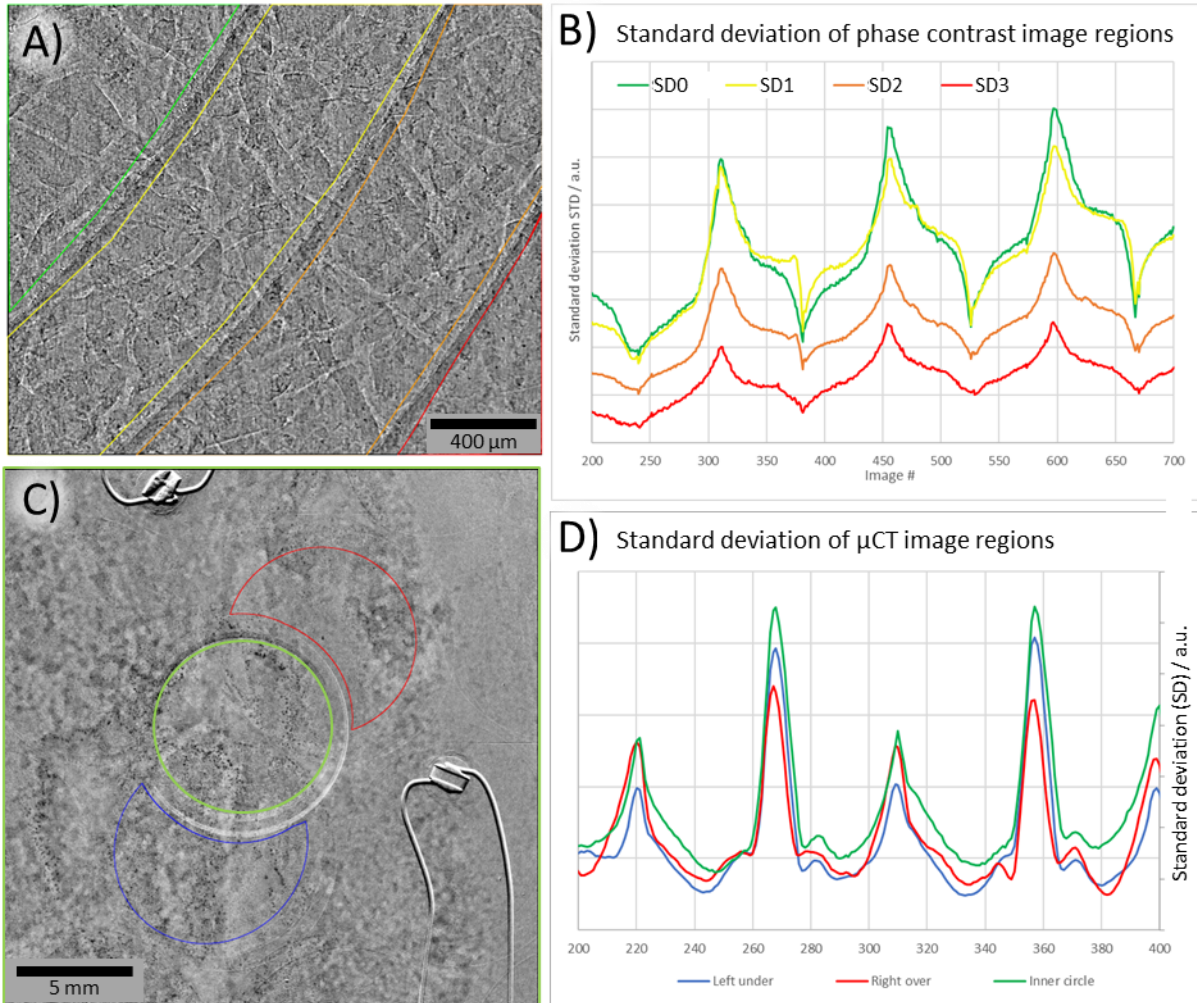 A)
400 µm
B) Standard deviation of phase contrast image regions
SD0 SD1 SD2 SD3
Standard deviation STD / a.u.
200 250 300 350 400 450 500 550 600 650 700
Image #
C)
5 mm
D) Standard deviation of µCT image regions
Standard deviation (SD) / a.u.
200 220 240 260 280 300 320 340 360 380 400
Left under Right over Inner circle